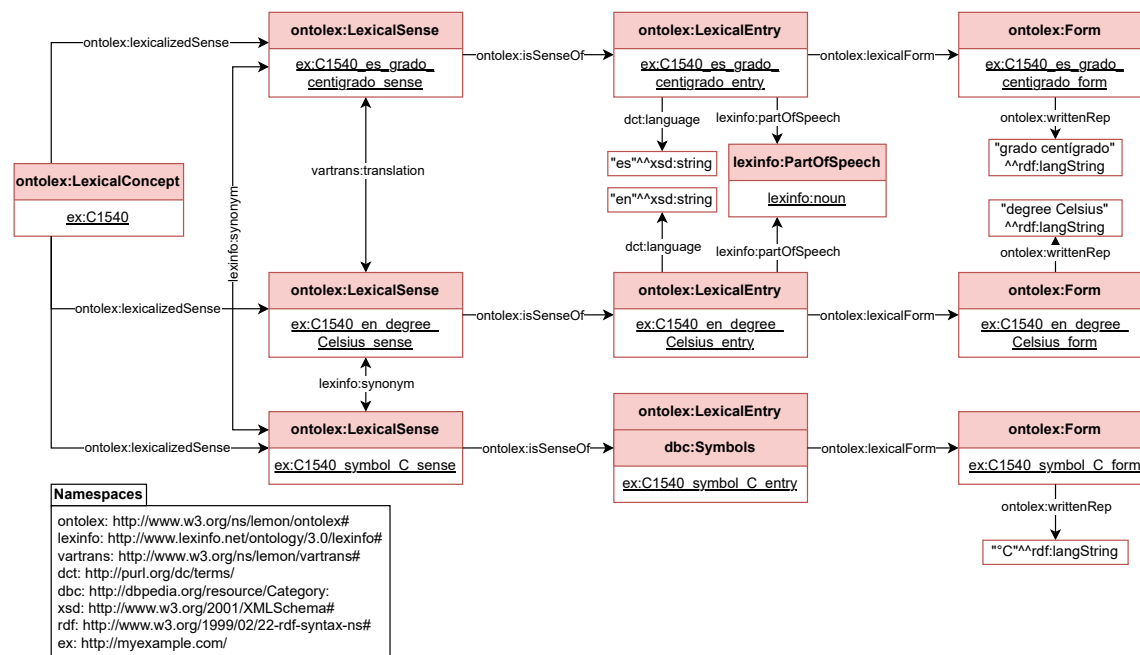 ontolex:LexicalSense
ex:C1540_es_grado_
centigrado_sense
ontolex:lexicalizedSense
ontolex:isSenseOf
ontolex:LexicalEntry
ex:C1540_es_grado_
centigrado_entry
ontolex:lexicalForm
ontolex:Form
ex:C1540_es_grado_
centigrado_form
dct:language
lexinfo:partOfSpeech
ontolex:writtenRep
"es"^^xsd:string
"grado centígrado"
^^rdf:langString
ontolex:LexicalConcept
ex:C1540
lexinfo:synonym
vartrans:translation
lexinfo:PartOfSpeech
lexinfo:noun
"en"^^xsd:string
"degree Celsius"
^^rdf:langString
dct:language
lexinfo:partOfSpeech
ontolex:writtenRep
ontolex:lexicalizedSense
ontolex:LexicalSense
ex:C1540_en_degree_
Celsius_sense
ontolex:isSenseOf
ontolex:LexicalEntry
ex:C1540_en_degree_
Celsius_entry
ontolex:lexicalForm
ontolex:Form
ex:C1540_en_degree_
Celsius_form
lexinfo:synonym
ontolex:lexicalizedSense
ontolex:LexicalSense
ex:C1540_symbol_C_sense
ontolex:isSenseOf
ontolex:LexicalEntry
dbc:Symbols
ex:C1540_symbol_C_entry
ontolex:lexicalForm
ontolex:Form
ex:C1540_symbol_C_form
ontolex:writtenRep
"°C"^^rdf:langString
Namespaces
ontolex: http://www.w3.org/ns/lemon/ontolex#
lexinfo: http://www.lexinfo.net/ontology/3.0/lexinfo#
vartrans: http://www.w3.org/ns/lemon/vartrans#
dct: http://purl.org/dc/terms/
dbc: http://dbpedia.org/resource/Category:
xsd: http://www.w3.org/2001/XMLSchema#
rdf: http://www.w3.org/1999/02/22-rdf-syntax-ns#
ex: http://myexample.com/